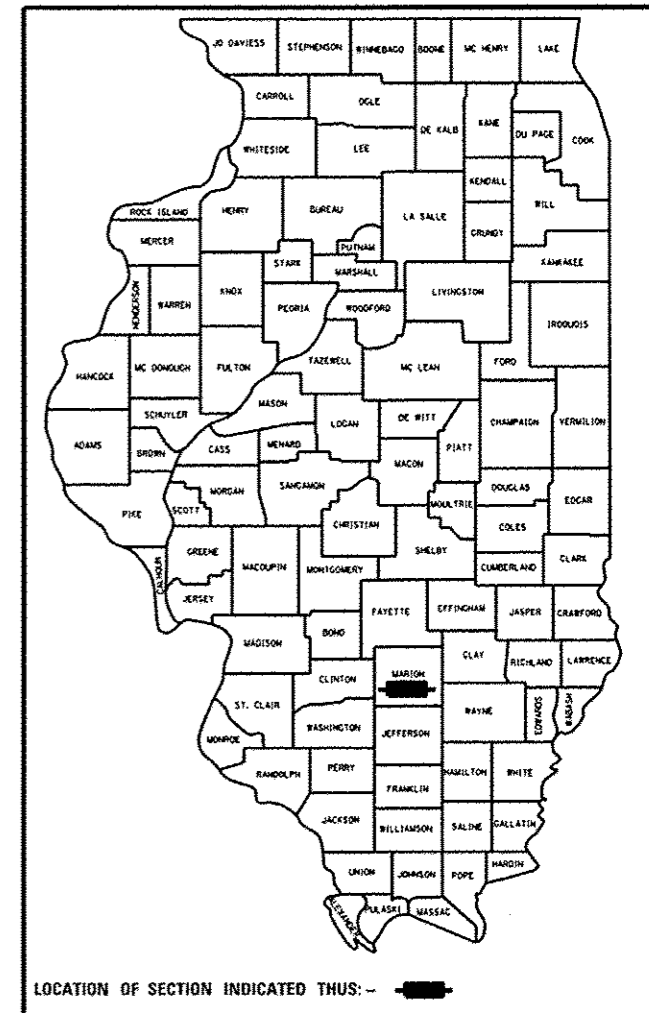 JO DAVIESS STEPHENSON WINNEBAGO BOONE MC HENRY LAKE
CARROLL OGLE DE KALB KANE DU PAGE COOK
WHITESIDE LEE KENDALL WILL
ROCK ISLAND HENRY BUREAU LA SALLE GRUNDY
MERCER PUTNAM KANKAKEE
STARK MARSHALL
HENDERSON WARREN KNOX PEORIA WOODFORD LIVINGSTON IROQUOIS
HANCOCK MC DONOUGH FULTON TAZEWELL MC LEAN FORD
SCHUYLER MASON LOGAN DE WITT CHAMPAIGN VERMILION
ADAMS BROWN CASS MENARD MACON PIATT
PIKE SCOTT MORGAN SANGAMON CHRISTIAN MOULTRIE DOUGLAS EDGAR
COLES
CALHOUN GREENE MACOUPIN MONTGOMERY SHELBY CUMBERLAND CLARK
JERSEY FAYETTE EFFINGHAM JASPER CRAWFORD
MADISON BOHO CLAY RICHLAND LAWRENCE
CLINTON MARION
ST. CLAIR WAYNE EDWARDS WABASH
MONROE WASHINGTON JEFFERSON
RANDOLPH PERRY HAMILTON WHITE
FRANKLIN
JACKSON WILLIAMSON SALINE GALLATIN
UNION JOHNSON POPE HARDIN
ALEXANDER PULASKI MASSAC
LOCATION OF SECTION INDICATED THUS: -